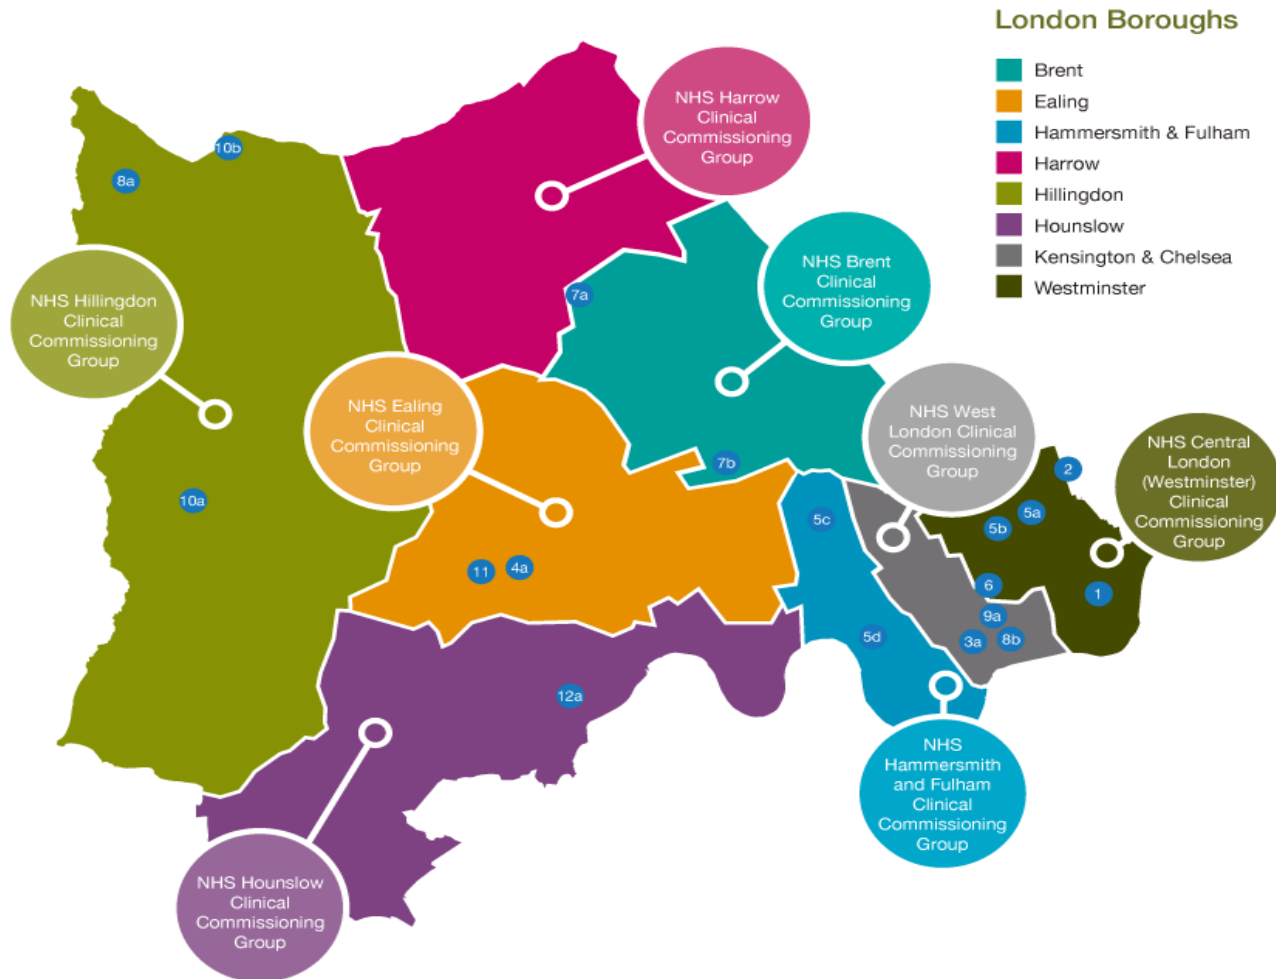 London Boroughs
Brent
Ealing
Hammersmith & Fulham
Harrow
Hillingdon
Hounslow
Kensington & Chelsea
Westminster
NHS Harrow
Clinical
Commissioning
Group
10b
8a
NHS Brent
Clinical
Commissioning
Group
7a
NHS Hillingdon
Clinical
Commissioning
Group
NHS Ealing
Clinical
Commissioning
Group
NHS West
London Clinical
Commissioning
Group
NHS Central
London
(Westminster)
Clinical
Commissioning
Group
7b
2
10a
5c
5b
5a
11
4a
6
1
9a
5d
3a
8b
12a
NHS
Hammersmith
and Fulham
Clinical
Commissioning
Group
NHS Hounslow
Clinical
Commissioning
Group